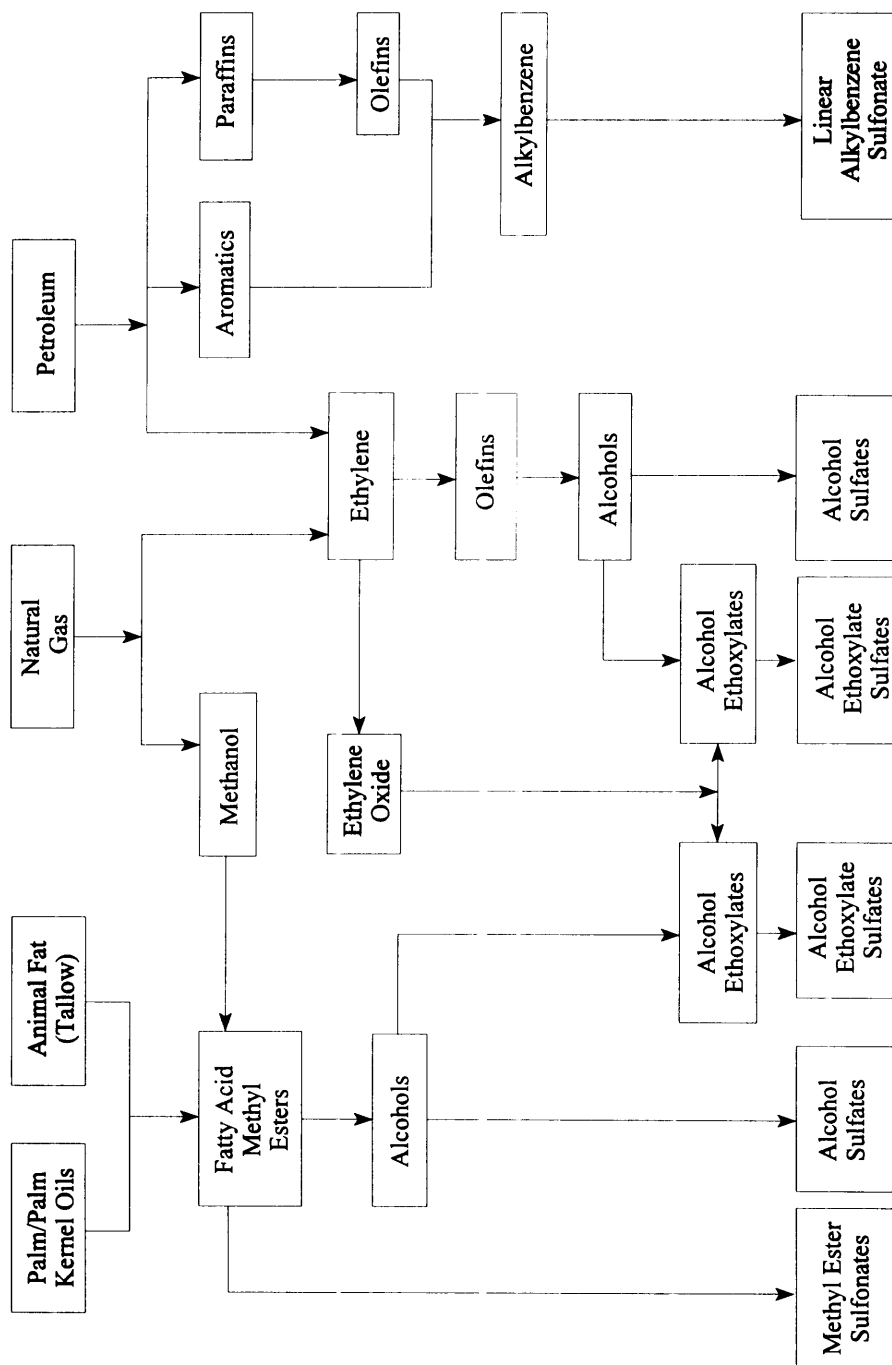 Palm/Palm
Kernel Oils
Animal Fat
(Tallow)
Natural
Gas
Petroleum
Fatty Acid
Methyl
Esters
Methanol
Aromatics
Paraffins
Alcohols
Ethylene
Oxide
Ethylene
Olefins
Olefins
Alcohols
Alkylbenzene
Alcohol
Ethoxylates
Alcohol
Ethoxylates
Methyl Ester
Sulfonates
Alcohol
Sulfates
Alcohol
Ethoxylate
Sulfates
Alcohol
Ethoxylate
Sulfates
Alcohol
Sulfates
Linear
Alkylbenzene
Sulfonate